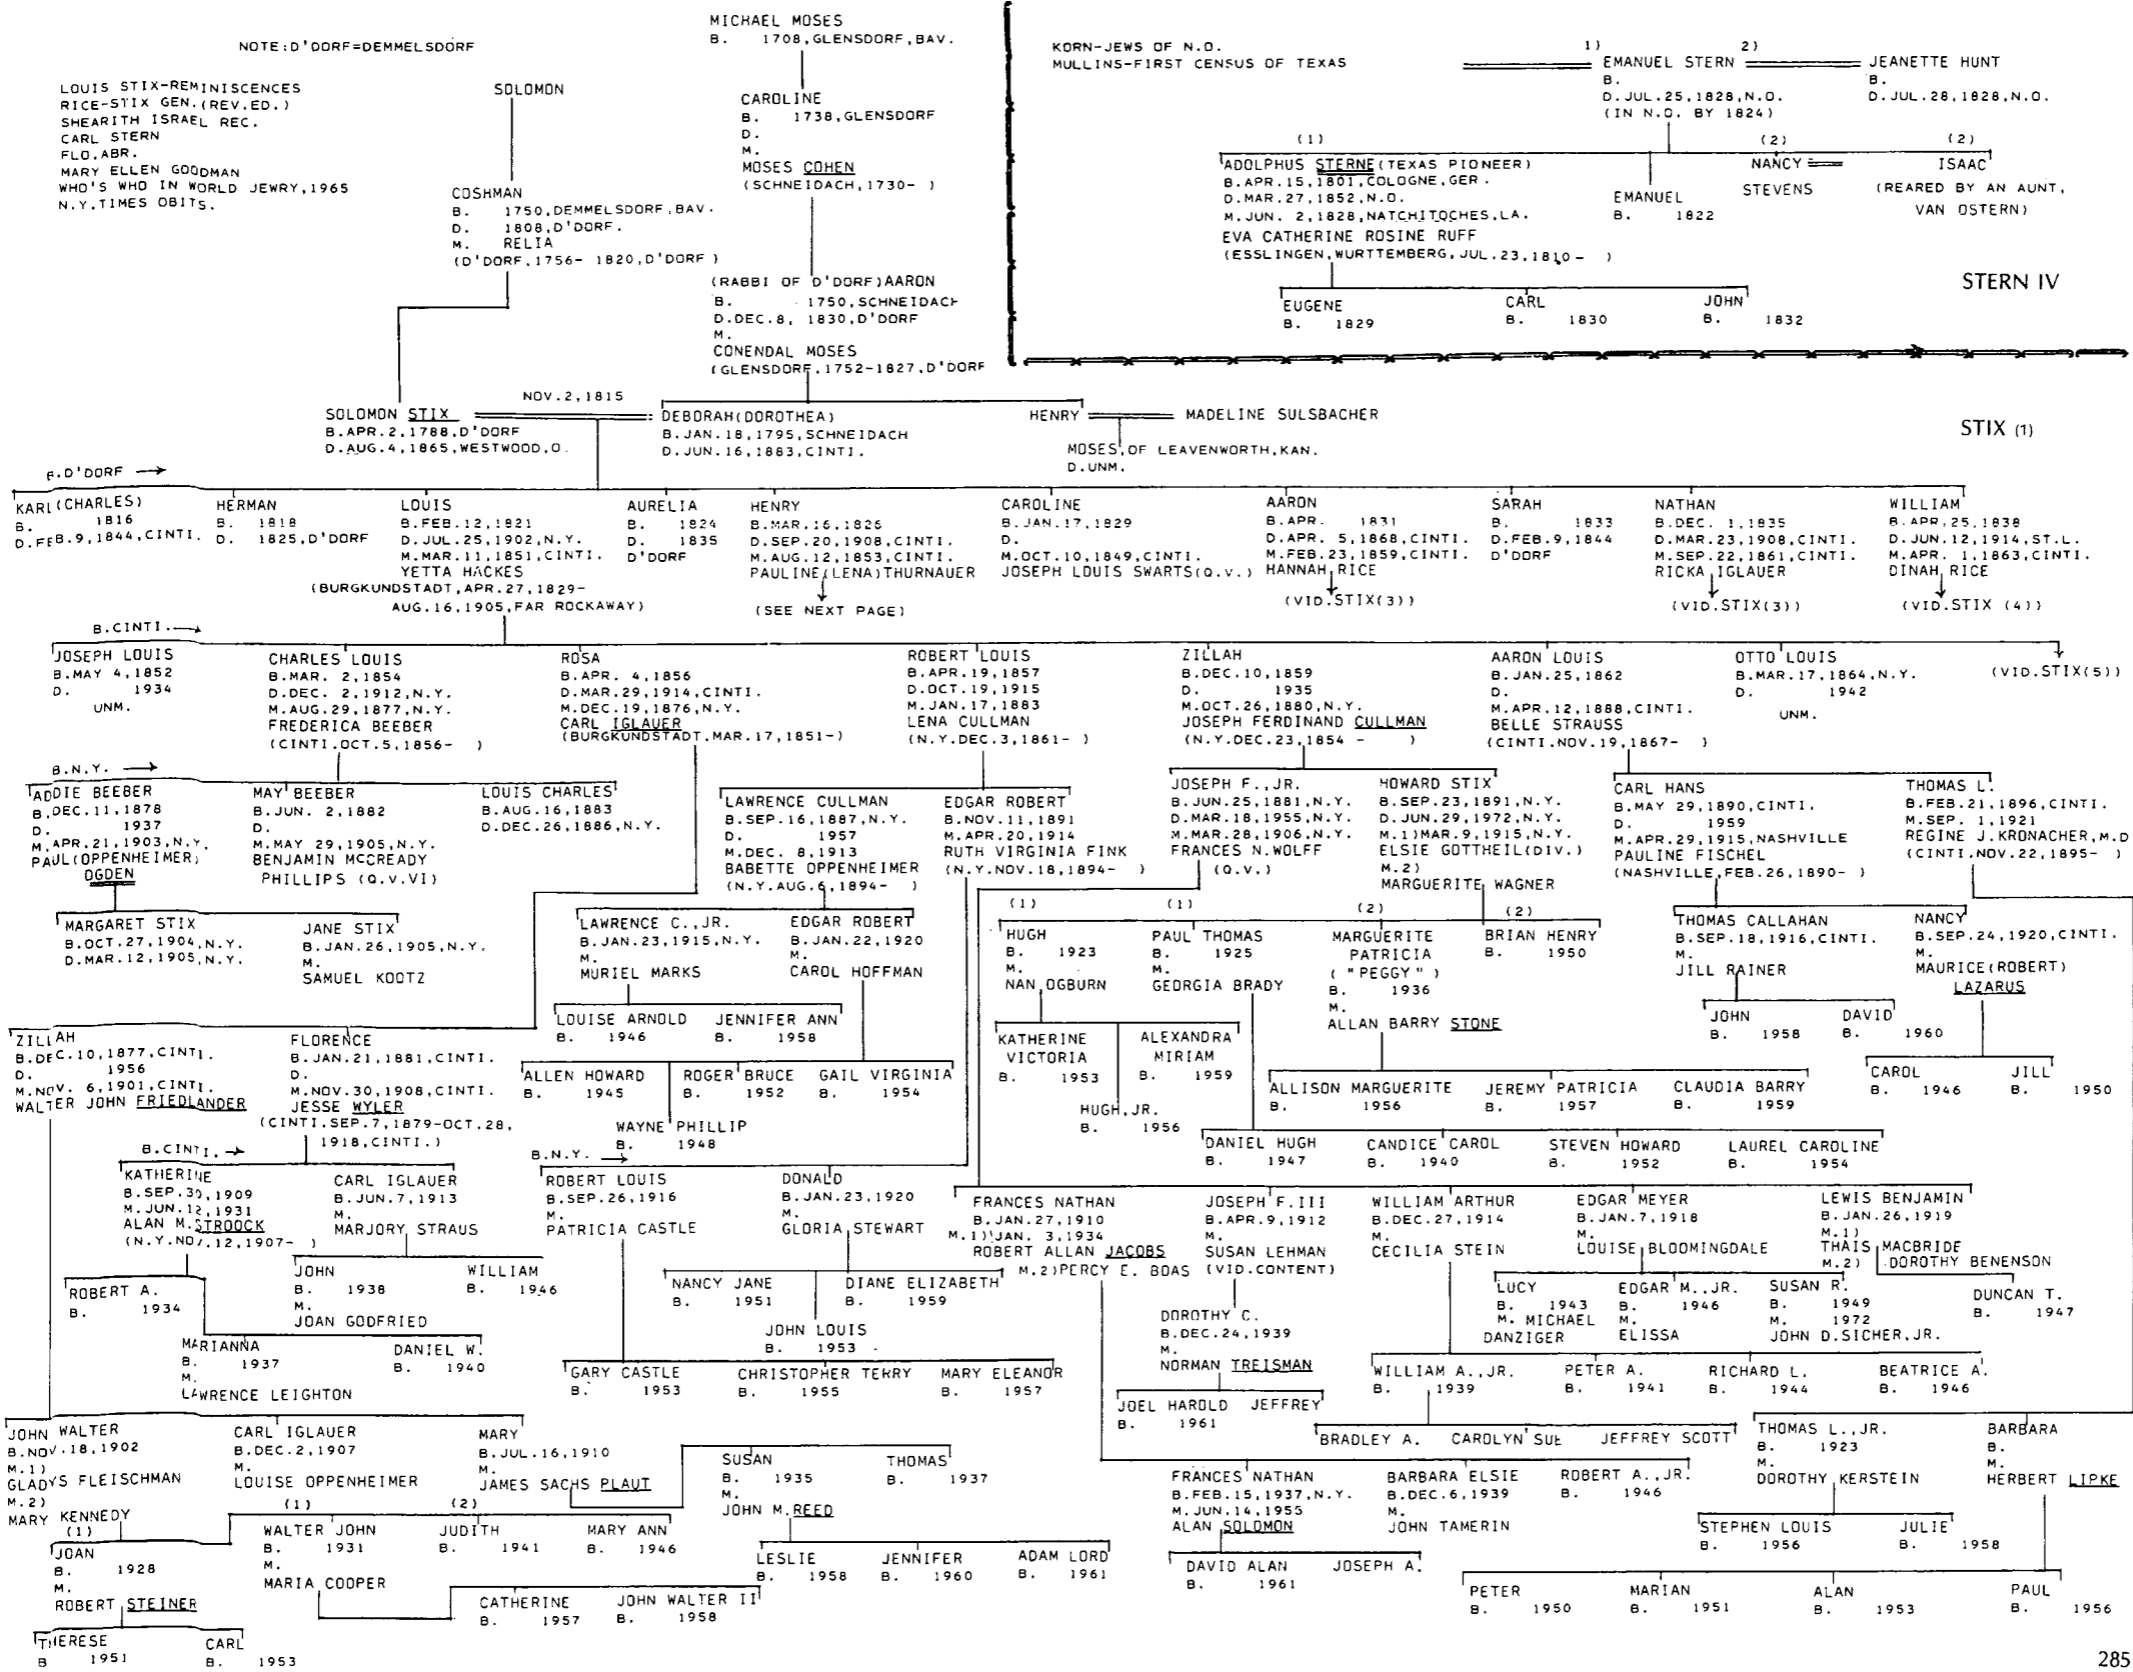 NOTE:D'DORF=DEMMELSDORF
LOUIS STIX-REMINISCENCES
RICE-STIX GEN.(REV.ED.)
SHEARITH ISRAEL REC.
CARL STERN
FLO.ABR.
MARY ELLEN GOODMAN
WHO'S WHO IN WORLD JEWRY,1965
N.Y.TIMES OBITS.
SOLOMON
COSHMAN
B. 1750,DEMMELSDORF,BAV.
D. 1808,D'DORF.
M. RELIA
(D'DORF,1756- 1820,D'DORF)
MICHAEL MOSES
B. 1708,GLENSDORF,BAV.
CAROLINE
B. 1738,GLENSDORF
D.
M.
MOSES COHEN
(SCHNEIDACH,1730- )
(RABBI OF D'DORF)AARON
B. 1750,SCHNEIDACH
D.DEC.8, 1830,D'DORF
M.
CONENDAL MOSES
(GLENSDORF,1752-1827,D'DORF
KORN-JEWS OF N.O.
MULLINS-FIRST CENSUS OF TEXAS
1) 2)
EMANUEL STERN
B.
D.JUL.25,1828,N.O.
(IN N.O. BY 1824)
JEANETTE HUNT
B.
D.JUL.28,1828,N.O.
(1) (2) (2)
ADOLPHUS STERNE(TEXAS PIONEER)
B.APR.15,1801,COLOGNE,GER.
D.MAR.27,1852,N.O.
M.JUN. 2,1828,NATCHITOCHES,LA.
EVA CATHERINE ROSINE RUFF
(ESSLINGEN,WURTTEMBERG,JUL.23,1810- )
EMANUEL
B. 1822
NANCY
STEVENS
ISAAC
(REARED BY AN AUNT,
VAN OSTERN)
EUGENE
B. 1829
CARL
B. 1830
JOHN
B. 1832
STERN IV
STIX (1)
SOLOMON STIX
B.APR.2,1788,D'DORF
D.AUG.4,1865,WESTWOOD,O.
NOV.2,1815
DEBORAH(DOROTHEA)
B.JAN.18,1795,SCHNEIDACH
D.JUN.16,1883,CINTI.
HENRY
MADELINE SULSBACHER
MOSES,OF LEAVENWORTH,KAN.
D.UNM.
B.D'DORF →
KARL(CHARLES)
B. 1816
D.FEB.9,1844,CINTI.
HERMAN
B. 1818
D. 1825,D'DORF
LOUIS
B.FEB.12,1821
D.JUL.25,1902,N.Y.
M.MAR.11,1851,CINTI.
YETTA HACKES
(BURGKUNDSTADT,APR.27,1829-
AUG.16,1905,FAR ROCKAWAY)
AURELIA
B. 1824
D. 1835
D'DORF
HENRY
B.MAR.16,1826
D.SEP.20,1908,CINTI.
M.AUG.12,1853,CINTI.
PAULINE(LENA)THURNAUER
(SEE NEXT PAGE)
CAROLINE
B.JAN.17,1829
D.
M.OCT.10,1849,CINTI.
JOSEPH LOUIS SWARTS(Q.V.)
AARON
B.APR. 1831
D.APR. 5,1868,CINTI.
M.FEB.23,1859,CINTI.
HANNAH RICE
(VID.STIX(3))
SARAH
B. 1833
D.FEB.9,1844
D'DORF
NATHAN
B.DEC. 1,1835
D.MAR.23,1908,CINTI.
M.SEP.22,1861,CINTI.
RICKA IGLAUER
(VID.STIX(3))
WILLIAM
B.APR.25,1838
D.JUN.12,1914,ST.L.
M.APR. 1,1863,CINTI.
DINAH RICE
(VID.STIX (4))
B.CINTI. →
JOSEPH LOUIS
B.MAY 4,1852
D. 1934
UNM.
CHARLES LOUIS
B.MAR. 2,1854
D.DEC. 2,1912,N.Y.
M.AUG.29,1877,N.Y.
FREDERICA BEEBER
(CINTI.OCT.5,1856- )
ROSA
B.APR. 4,1856
D.MAR.29,1914,CINTI.
M.DEC.19,1876,N.Y.
CARL IGLAUER
(BURGKUNDSTADT,MAR.17,1851-)
ROBERT LOUIS
B.APR.19,1857
D.OCT.19,1915
M.JAN.17,1883
LENA CULLMAN
(N.Y.DEC.3,1861- )
ZILLAH
B.DEC.10,1859
D. 1935
M.OCT.26,1880,N.Y.
JOSEPH FERDINAND CULLMAN
(N.Y.DEC.23,1854 - )
AARON LOUIS
B.JAN.25,1862
D.
M.APR.12,1888,CINTI.
BELLE STRAUSS
(CINTI.NOV.19,1867- )
OTTO LOUIS
B.MAR.17,1864,N.Y.
D. 1942
UNM.
(VID.STIX(5))
B.N.Y. →
ADDIE BEEBER
B.DEC.11,1878
D. 1937
M.APR.21,1903,N.Y.
PAUL(OPPENHEIMER)
OGDEN
MAY BEEBER
B.JUN. 2,1882
D.
M.MAY 29,1905,N.Y.
BENJAMIN MCCREADY
PHILLIPS (Q.V.VI)
LOUIS CHARLES
B.AUG.16,1883
D.DEC.26,1886,N.Y.
LAWRENCE CULLMAN
B.SEP.16,1887,N.Y.
D. 1957
M.DEC. 8,1913
BABETTE OPPENHEIMER
(N.Y.AUG.6,1894- )
EDGAR ROBERT
B.NOV.11,1891
M.APR.20,1914
RUTH VIRGINIA FINK
(N.Y.NOV.18,1894- )
JOSEPH F.,JR.
B.JUN.25,1881,N.Y.
D.MAR.18,1955,N.Y.
M.MAR.28,1906,N.Y.
FRANCES N.WOLFF
(Q.V.)
HOWARD STIX
B.SEP.23,1891,N.Y.
D.JUN.29,1972,N.Y.
M.1)MAR.9,1915,N.Y.
ELSIE GOTTHEIL(DIV.)
M.2)
MARGUERITE WAGNER
CARL HANS
B.MAY 29,1890,CINTI.
D. 1959
M.APR.29,1915,NASHVILLE
PAULINE FISCHEL
(NASHVILLE,FEB.26,1890- )
THOMAS L.
B.FEB.21,1896,CINTI.
M.SEP. 1,1921
REGINE J.KRONACHER,M.D
(CINTI.NOV.22,1895- )
MARGARET STIX
B.OCT.27,1904,N.Y.
D.MAR.12,1905,N.Y.
JANE STIX
B.JAN.26,1905,N.Y.
M.
SAMUEL KOOTZ
LAWRENCE C.,JR.
B.JAN.23,1915,N.Y.
M.
MURIEL MARKS
EDGAR ROBERT
B.JAN.22,1920
M.
CAROL HOFFMAN
(1) (1) (2) (2)
HUGH
B. 1923
M.
NAN OGBURN
PAUL THOMAS
B. 1925
M.
GEORGIA BRADY
MARGUERITE
PATRICIA
("PEGGY")
B. 1936
M.
ALLAN BARRY STONE
BRIAN HENRY
B. 1950
THOMAS CALLAHAN
B.SEP.18,1916,CINTI.
M.
JILL RAINER
NANCY
B.SEP.24,1920,CINTI.
M.
MAURICE(ROBERT)
LAZARUS
LOUISE ARNOLD
B. 1946
JENNIFER ANN
B. 1958
JOHN
B. 1958
DAVID
B. 1960
ZILLAH
B.DEC.10,1877,CINTI.
D. 1956
M.NOV. 6,1901,CINTI.
WALTER JOHN FRIEDLANDER
FLORENCE
B.JAN.21,1881,CINTI.
D.
M.NOV.30,1908,CINTI.
JESSE WYLER
(CINTI.SEP.7,1879-OCT.28,
1918,CINTI.)
ALLEN HOWARD
B. 1945
ROGER BRUCE
B. 1952
GAIL VIRGINIA
B. 1954
WAYNE PHILLIP
B. 1948
KATHERINE
VICTORIA
B. 1953
ALEXANDRA
MIRIAM
B. 1959
HUGH,JR.
B. 1956
ALLISON MARGUERITE
B. 1956
JEREMY PATRICIA
B. 1957
CLAUDIA BARRY
B. 1959
CAROL
B. 1946
JILL
B. 1950
DANIEL HUGH
B. 1947
CANDICE CAROL
B. 1940
STEVEN HOWARD
B. 1952
LAUREL CAROLINE
B. 1954
B.CINTI. →
KATHERINE
B.SEP.30,1909
M.JUN.12,1931
ALAN M.STROOCK
(N.Y.NOV.12,1907- )
CARL IGLAUER
B.JUN.7,1913
M.
MARJORY STRAUS
B.N.Y. →
ROBERT LOUIS
B.SEP.26,1916
M.
PATRICIA CASTLE
DONALD
B.JAN.23,1920
M.
GLORIA STEWART
FRANCES NATHAN
B.JAN.27,1910
M.1)JAN. 3,1934
ROBERT ALLAN JACOBS
M.2)PERCY E. BOAS
JOSEPH F.III
B.APR.9,1912
M.
SUSAN LEHMAN
(VID.CONTENT)
WILLIAM ARTHUR
B.DEC.27,1914
M.
CECILIA STEIN
EDGAR MEYER
B.JAN.7,1918
M.
LOUISE BLOOMINGDALE
LEWIS BENJAMIN
B.JAN.26,1919
M.1)
THAIS MACBRIDE
M.2) DOROTHY BENENSON
ROBERT A.
B. 1934
JOHN
B. 1938
M.
JOAN GODFRIED
WILLIAM
B. 1946
NANCY JANE
B. 1951
DIANE ELIZABETH
B. 1959
JOHN LOUIS
B. 1953
DOROTHY C.
B.DEC.24,1939
M.
NORMAN TREISMAN
LUCY
B. 1943
M. MICHAEL
DANZIGER
EDGAR M.,JR.
B. 1946
M.
ELISSA
SUSAN R.
B. 1949
M. 1972
JOHN D.SICHER,JR.
DUNCAN T.
B. 1947
MARIANNA
B. 1937
M.
LAWRENCE LEIGHTON
DANIEL W.
B. 1940
GARY CASTLE
B. 1953
CHRISTOPHER TERRY
B. 1955
MARY ELEANOR
B. 1957
WILLIAM A.,JR.
B. 1939
PETER A.
B. 1941
RICHARD L.
B. 1944
BEATRICE A.
B. 1946
JOEL HAROLD
B. 1961
JEFFREY
BRADLEY A.
CAROLYN SUE
JEFFREY SCOTT
JOHN WALTER
B.NOV.18,1902
M.1)
GLADYS FLEISCHMAN
M.2)
MARY KENNEDY
CARL IGLAUER
B.DEC.2,1907
M.
LOUISE OPPENHEIMER
MARY
B.JUL.16,1910
M.
JAMES SACHS PLAUT
SUSAN
B. 1935
M.
JOHN M.REED
THOMAS
B. 1937
FRANCES NATHAN
B.FEB.15,1937,N.Y.
M.JUN.14,1955
ALAN SOLOMON
BARBARA ELSIE
B.DEC.6,1939
M.
JOHN TAMERIN
ROBERT A.,JR.
B. 1946
THOMAS L.,JR.
B. 1923
M.
DOROTHY KERSTEIN
BARBARA
B.
M.
HERBERT LIPKE
(1) (1) (2)
JOAN
B. 1928
M.
ROBERT STEINER
WALTER JOHN
B. 1931
M.
MARIA COOPER
JUDITH
B. 1941
MARY ANN
B. 1946
LESLIE
B. 1958
JENNIFER
B. 1960
ADAM LORD
B. 1961
DAVID ALAN
B. 1961
JOSEPH A.
STEPHEN LOUIS
B. 1956
JULIE
B. 1958
CATHERINE
B. 1957
JOHN WALTER II
B. 1958
PETER
B. 1950
MARIAN
B. 1951
ALAN
B. 1953
PAUL
B. 1956
THERESE
B 1951
CARL
B. 1953
285